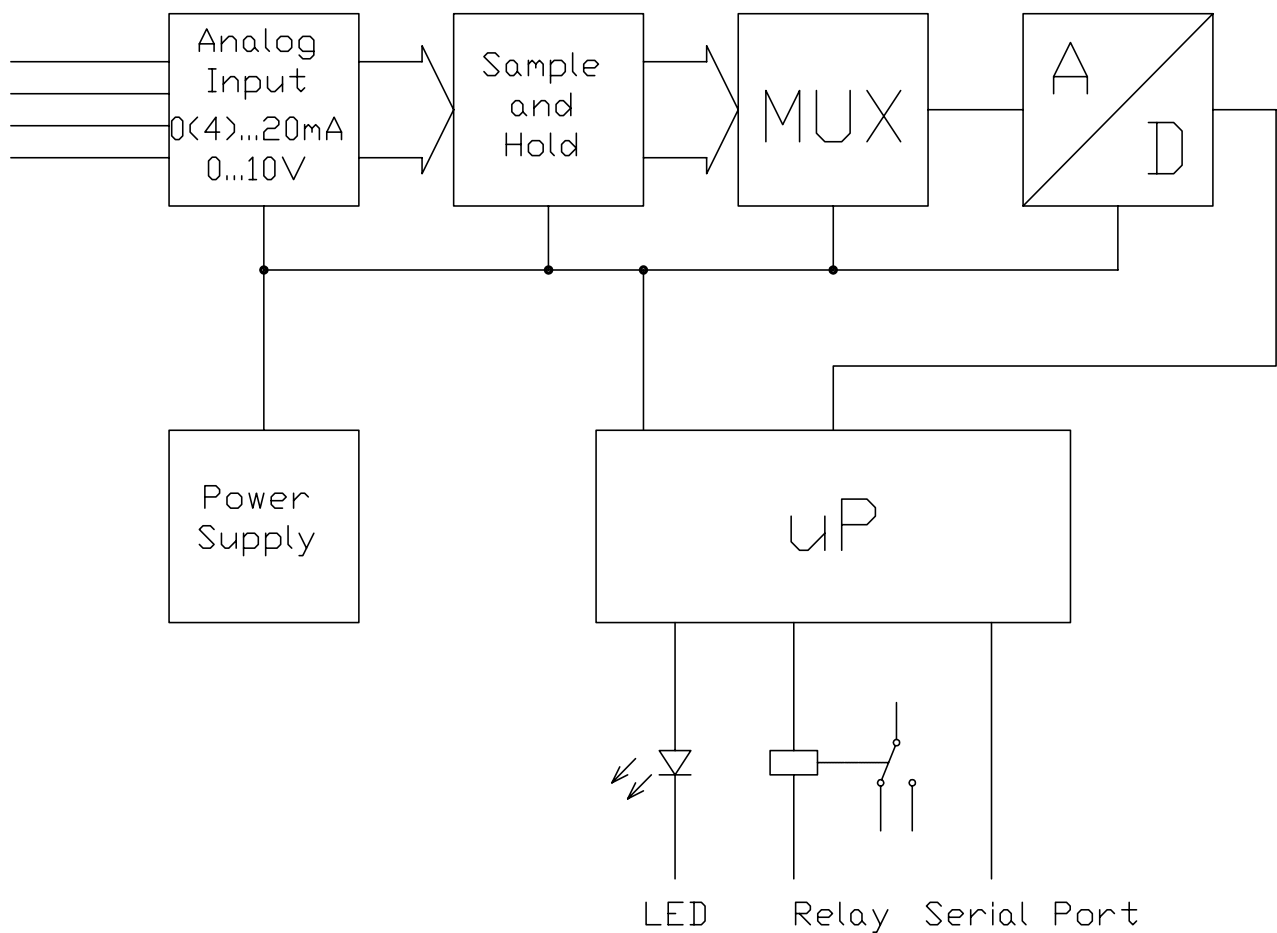 Analog
Input
0(4)...20mA
0...10V
Sample
and
Hold
MUX
A
D
Power
Supply
uP
LED
Relay
Serial Port